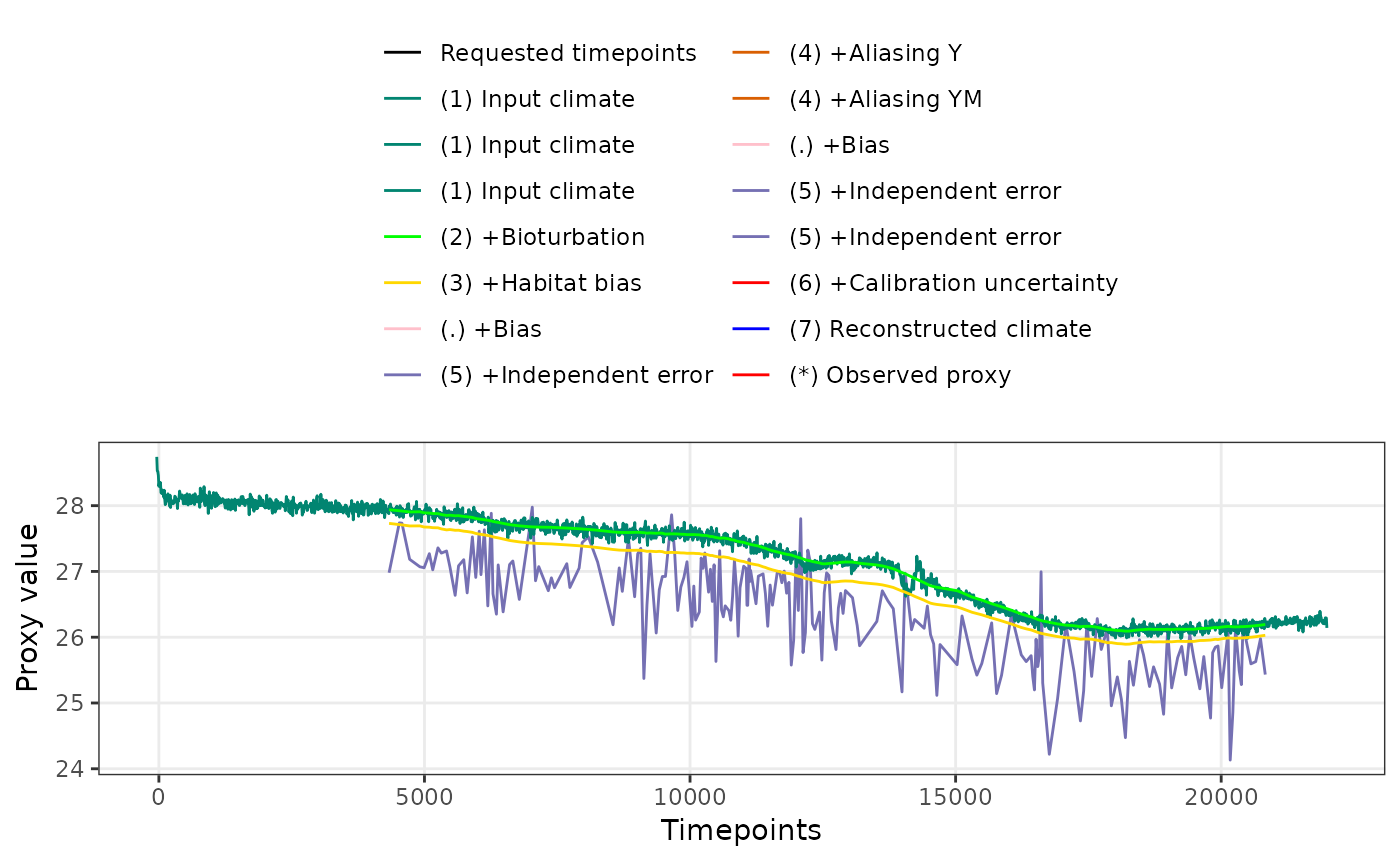 Requested timepoints
(1) Input climate
(1) Input climate
(1) Input climate
(2) +Bioturbation
(3) +Habitat bias
(.) +Bias
(5) +Independent error
(4) +Aliasing Y
(4) +Aliasing YM
(.) +Bias
(5) +Independent error
(5) +Independent error
(6) +Calibration uncertainty
(7) Reconstructed climate
(*) Observed proxy
Proxy value
28
27
26
25
24
0 5000 10000 15000 20000
Timepoints